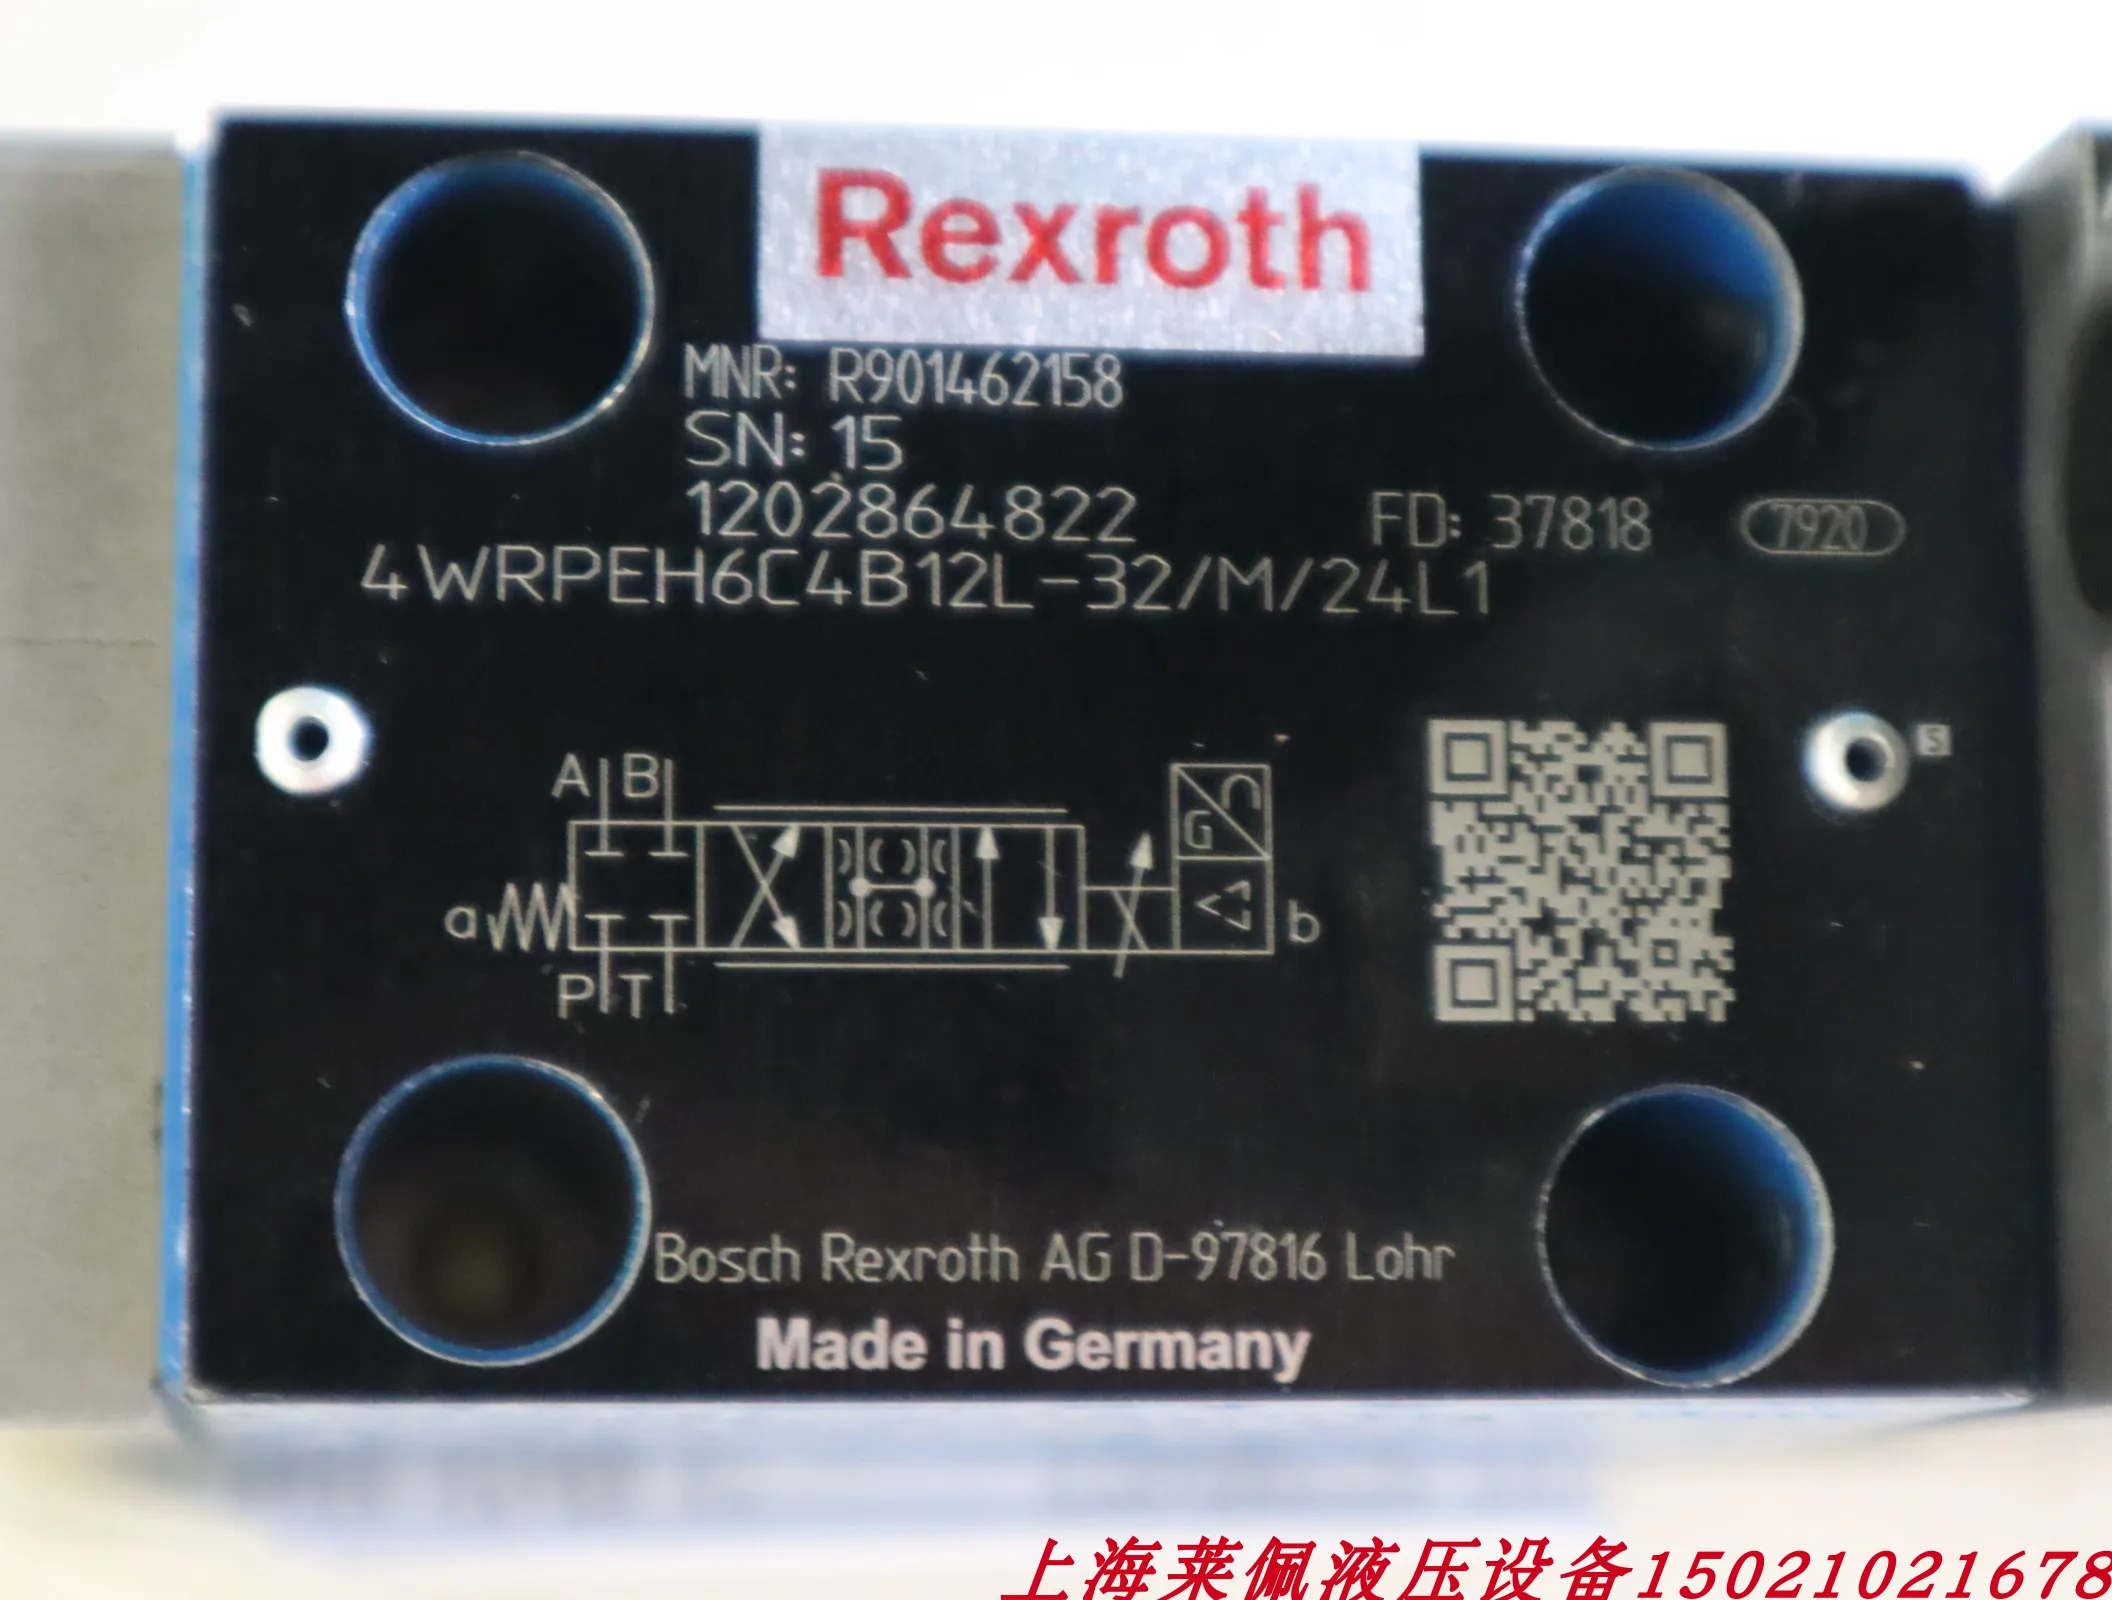 Rexroth
MNR: R901462158
SN: 15
1202864822 FD: 37818 7920
4WRPEH6C4B12L-32/M/24L1
S
A B
G
a b
P T
Bosch Rexroth AG D-97816 Lohr
Made in Germany
上海莱佩液压设备15021021678